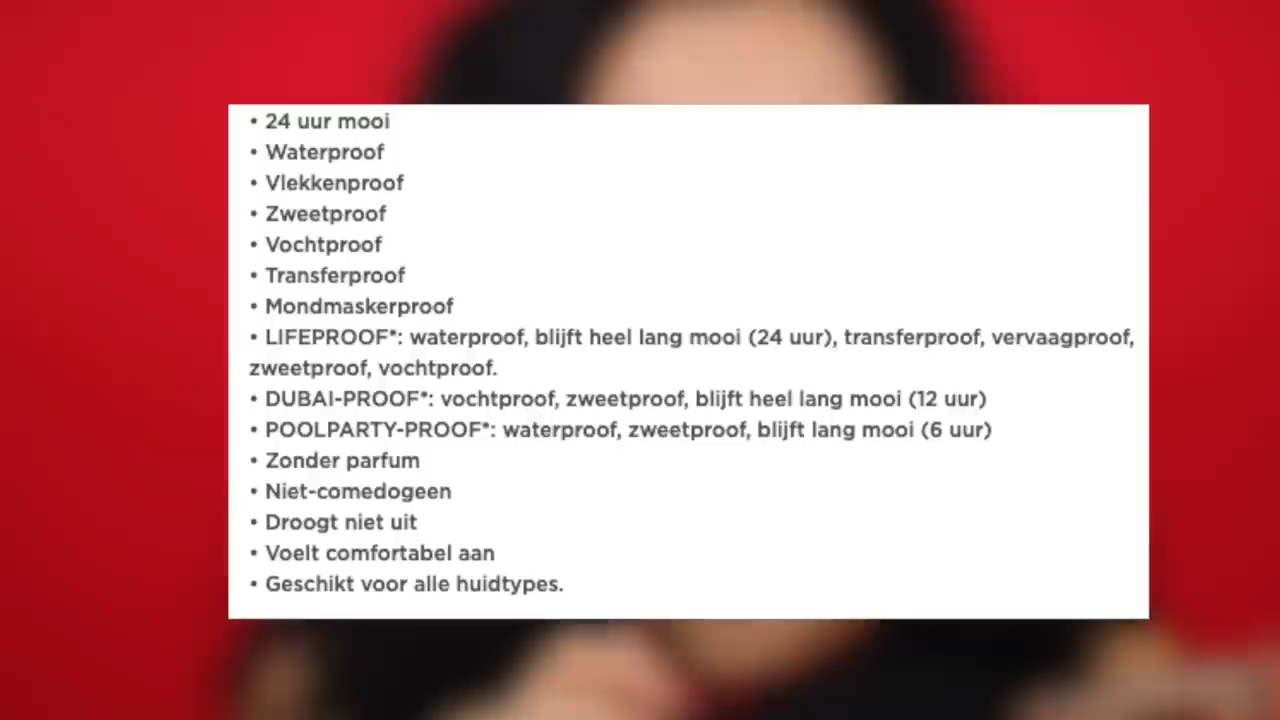 • 24 uur mooi
• Waterproof
• Vlekkenproof
• Zweetproof
• Vochtproof
• Transferproof
• Mondmaskerproof
• LIFEPROOF*: waterproof, blijft heel lang mooi (24 uur), transferproof, vervaagproof,
zweetproof, vochtproof.
• DUBAI-PROOF*: vochtproof, zweetproof, blijft heel lang mooi (12 uur)
• POOLPARTY-PROOF*: waterproof, zweetproof, blijft lang mooi (6 uur)
• Zonder parfum
• Niet-comedogeen
• Droogt niet uit
• Voelt comfortabel aan
• Geschikt voor alle huidtypes.